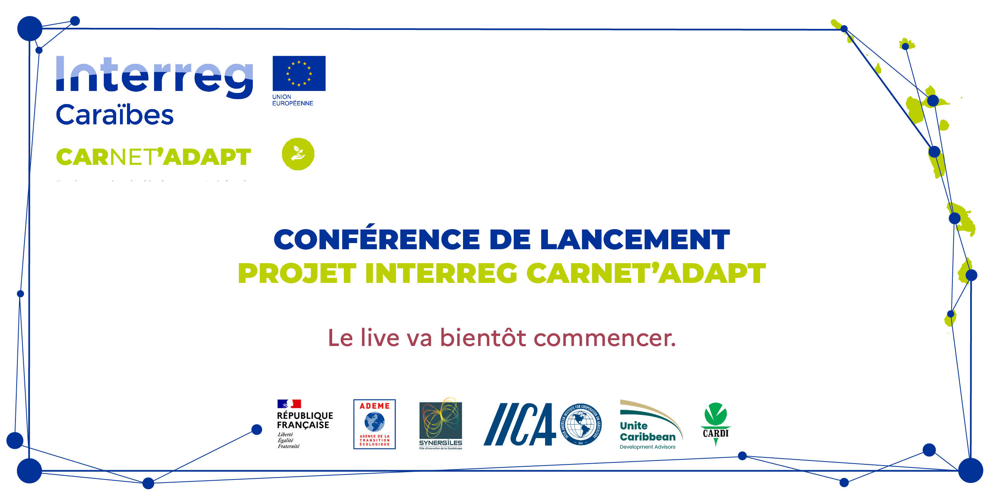 Interreg
Caraïbes
UNION
EUROPÉENNE
CARNET’ADAPT
CONFÉRENCE DE LANCEMENT
PROJET INTERREG CARNET’ADAPT
Le live va bientôt commencer.
RÉPUBLIQUE
FRANÇAISE
Liberté
Égalité
Fraternité
ADEME
AGENCE DE LA
TRANSITION
ÉCOLOGIQUE
SYNERGÎLES
Pôle d'innovation de la Guadeloupe
IICA
INTER-AMERICAN INSTITUTE FOR COOPERATION ON AGRICULTURE
- OAS -
Unite
Caribbean
Development Advisors
CARDI